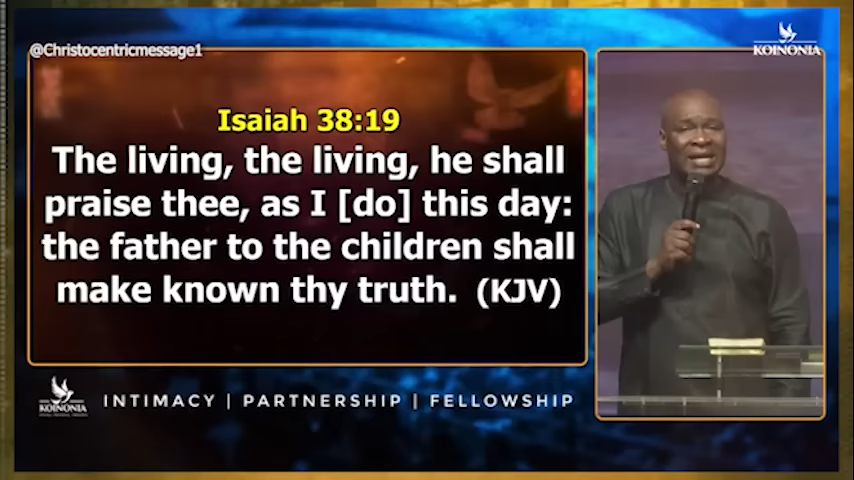 @Christocentricmessage1
KOINONIA
Isaiah 38:19
The living, the living, he shall
praise thee, as I [do] this day:
the father to the children shall
make known thy truth. (KJV)
KOINONIA
INTIMACY | PARTNERSHIP | FELLOWSHIP